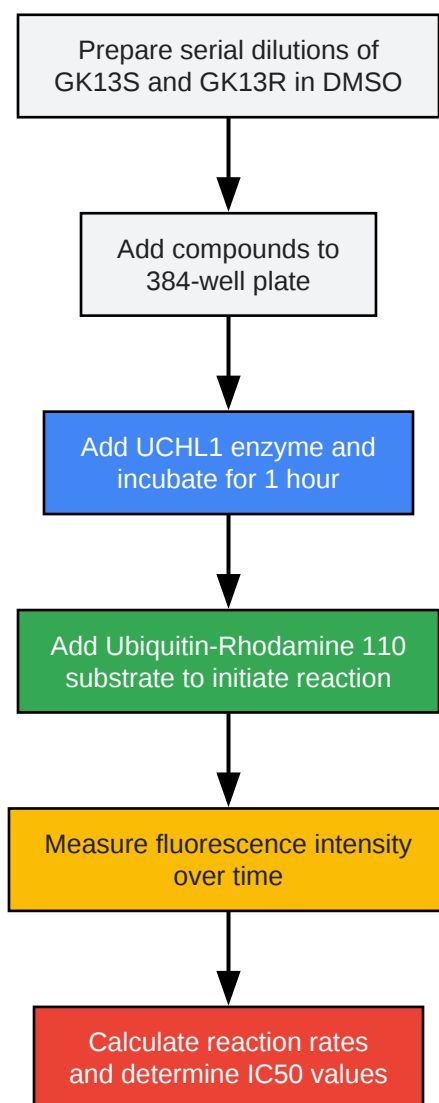 Prepare serial dilutions of
GK13S and GK13R in DMSO
Add compounds to
384-well plate
Add UCHL1 enzyme and
incubate for 1 hour
Add Ubiquitin-Rhodamine 110
substrate to initiate reaction
Measure fluorescence intensity
over time
Calculate reaction rates
and determine IC50 values